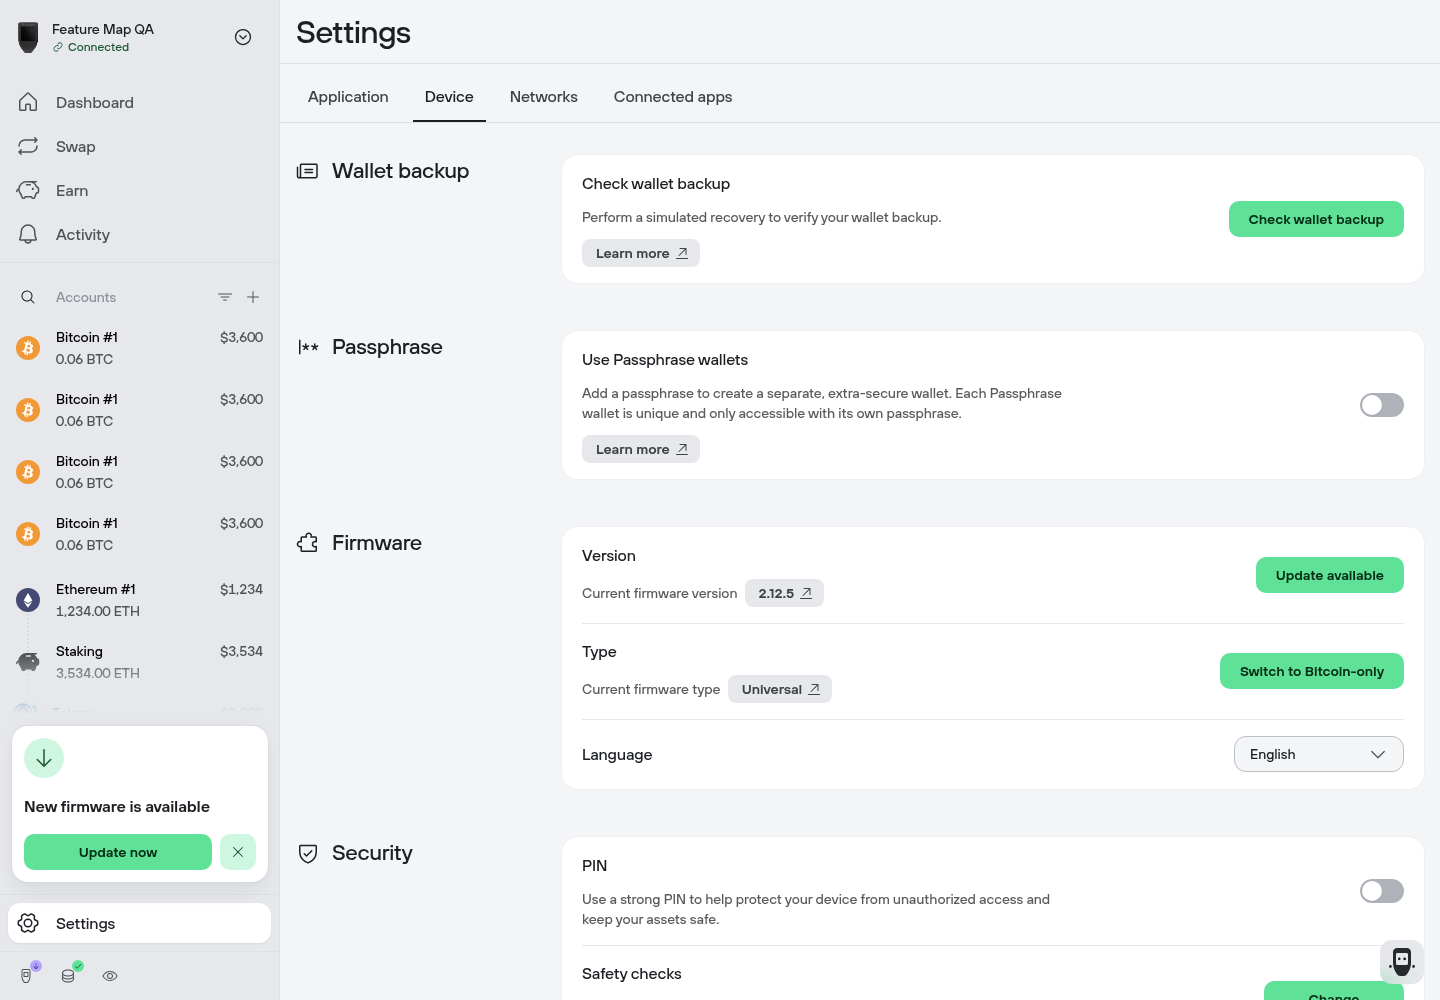 Feature Map QA
Connected
Dashboard
Swap
Earn
Activity
Accounts
Bitcoin #1 $3,600
0.06 BTC
Bitcoin #1 $3,600
0.06 BTC
Bitcoin #1 $3,600
0.06 BTC
Bitcoin #1 $3,600
0.06 BTC
Ethereum #1 $1,234
1,234.00 ETH
Staking $3,534
3,534.00 ETH
New firmware is available
Update now
Settings
Settings
Application Device Networks Connected apps
Wallet backup
Check wallet backup
Perform a simulated recovery to verify your wallet backup.
Learn more
Check wallet backup
Passphrase
Use Passphrase wallets
Add a passphrase to create a separate, extra-secure wallet. Each Passphrase
wallet is unique and only accessible with its own passphrase.
Learn more
Firmware
Version
Current firmware version 2.12.5
Update available
Type
Current firmware type Universal
Switch to Bitcoin-only
Language
English
Security
PIN
Use a strong PIN to help protect your device from unauthorized access and
keep your assets safe.
Safety checks
Change